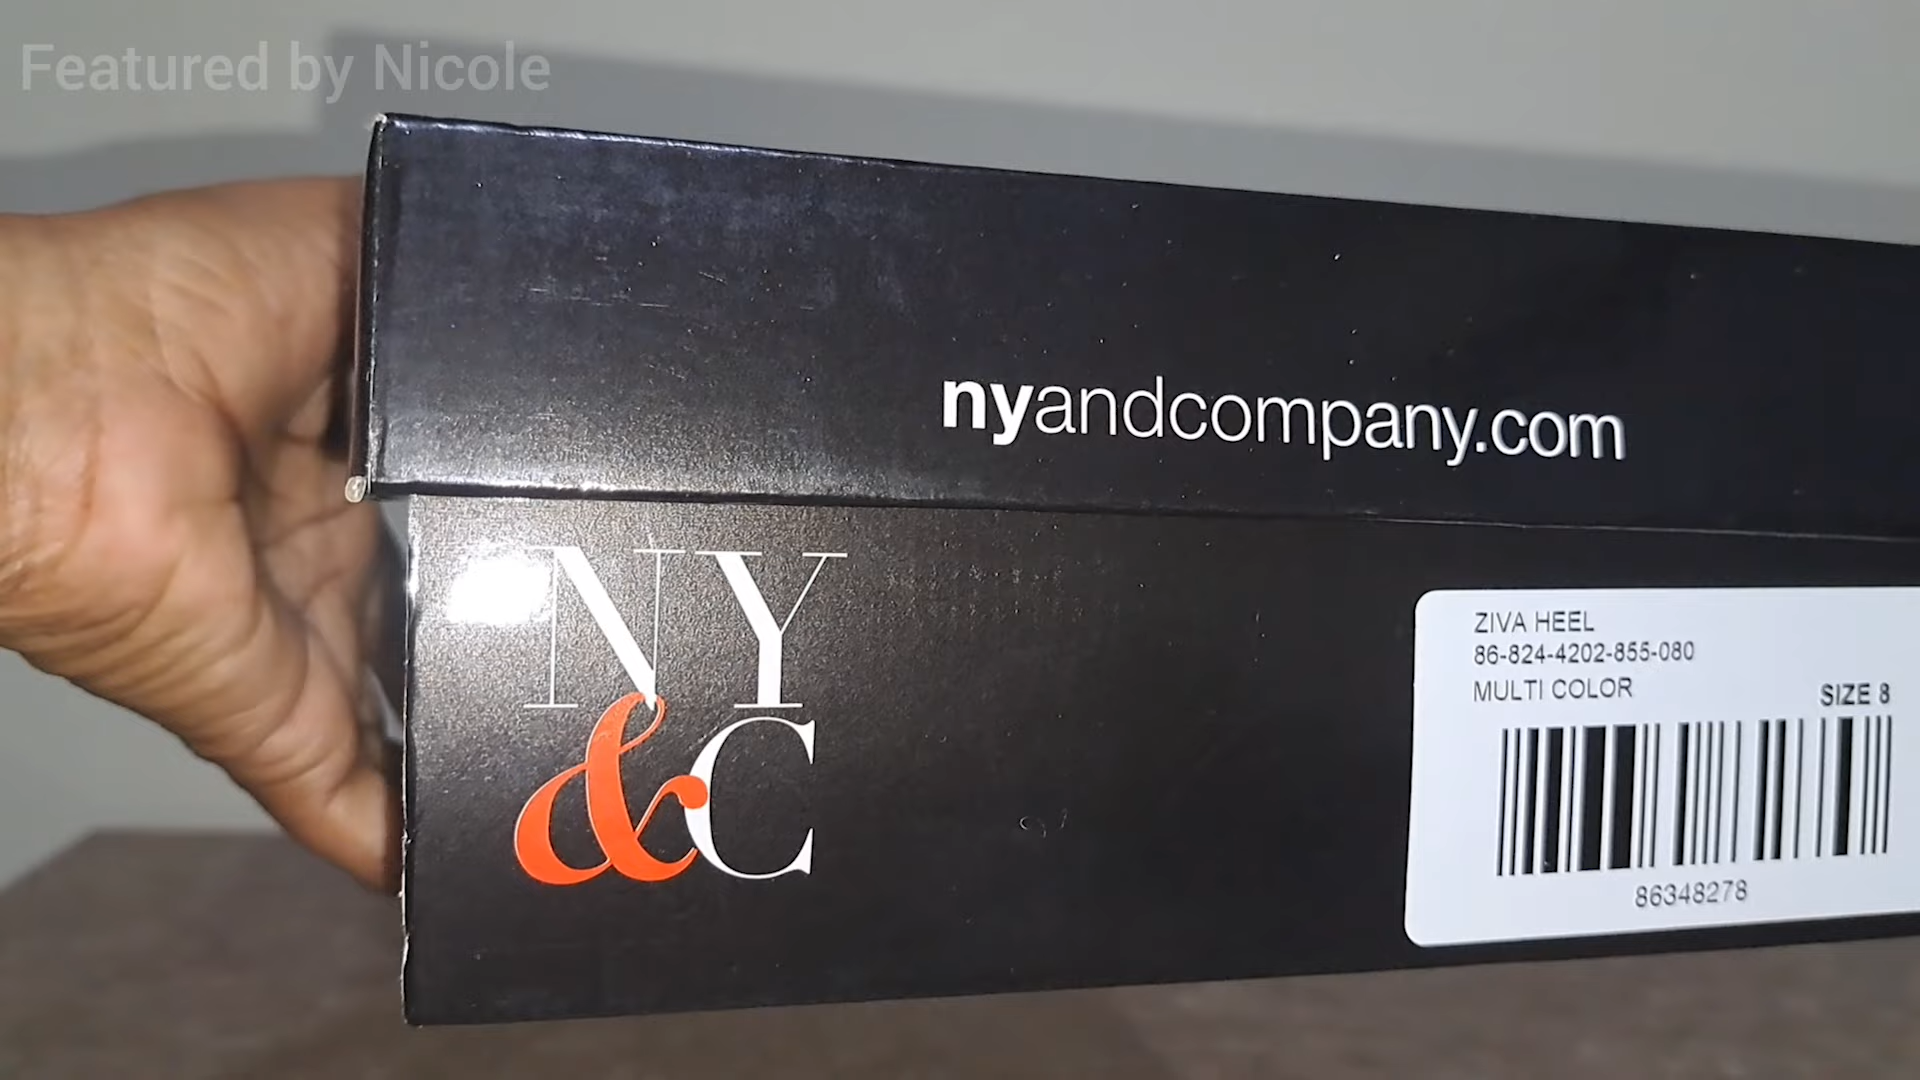 Featured by Nicole
nyandcompany.com
NY
&C
ZIVA HEEL
86-824-4202-855-080
MULTI COLOR
SIZE 8
86348278